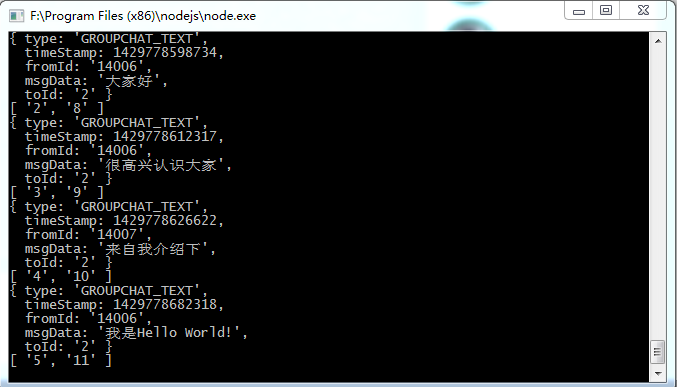 F:\Program Files (x86)\nodejs\node.exe
{ type: 'GROUPCHAT_TEXT',
  timeStamp: 1429778598734,
  fromId: '14006',
  msgData: '大家好',
  toId: '2' }
[ '2', '8' ]
{ type: 'GROUPCHAT_TEXT',
  timeStamp: 1429778612317,
  fromId: '14006',
  msgData: '很高兴认识大家',
  toId: '2' }
[ '3', '9' ]
{ type: 'GROUPCHAT_TEXT',
  timeStamp: 1429778626622,
  fromId: '14007',
  msgData: '来自我介绍下',
  toId: '2' }
[ '4', '10' ]
{ type: 'GROUPCHAT_TEXT',
  timeStamp: 1429778682318,
  fromId: '14006',
  msgData: '我是Hello World!',
  toId: '2' }
[ '5', '11' ]